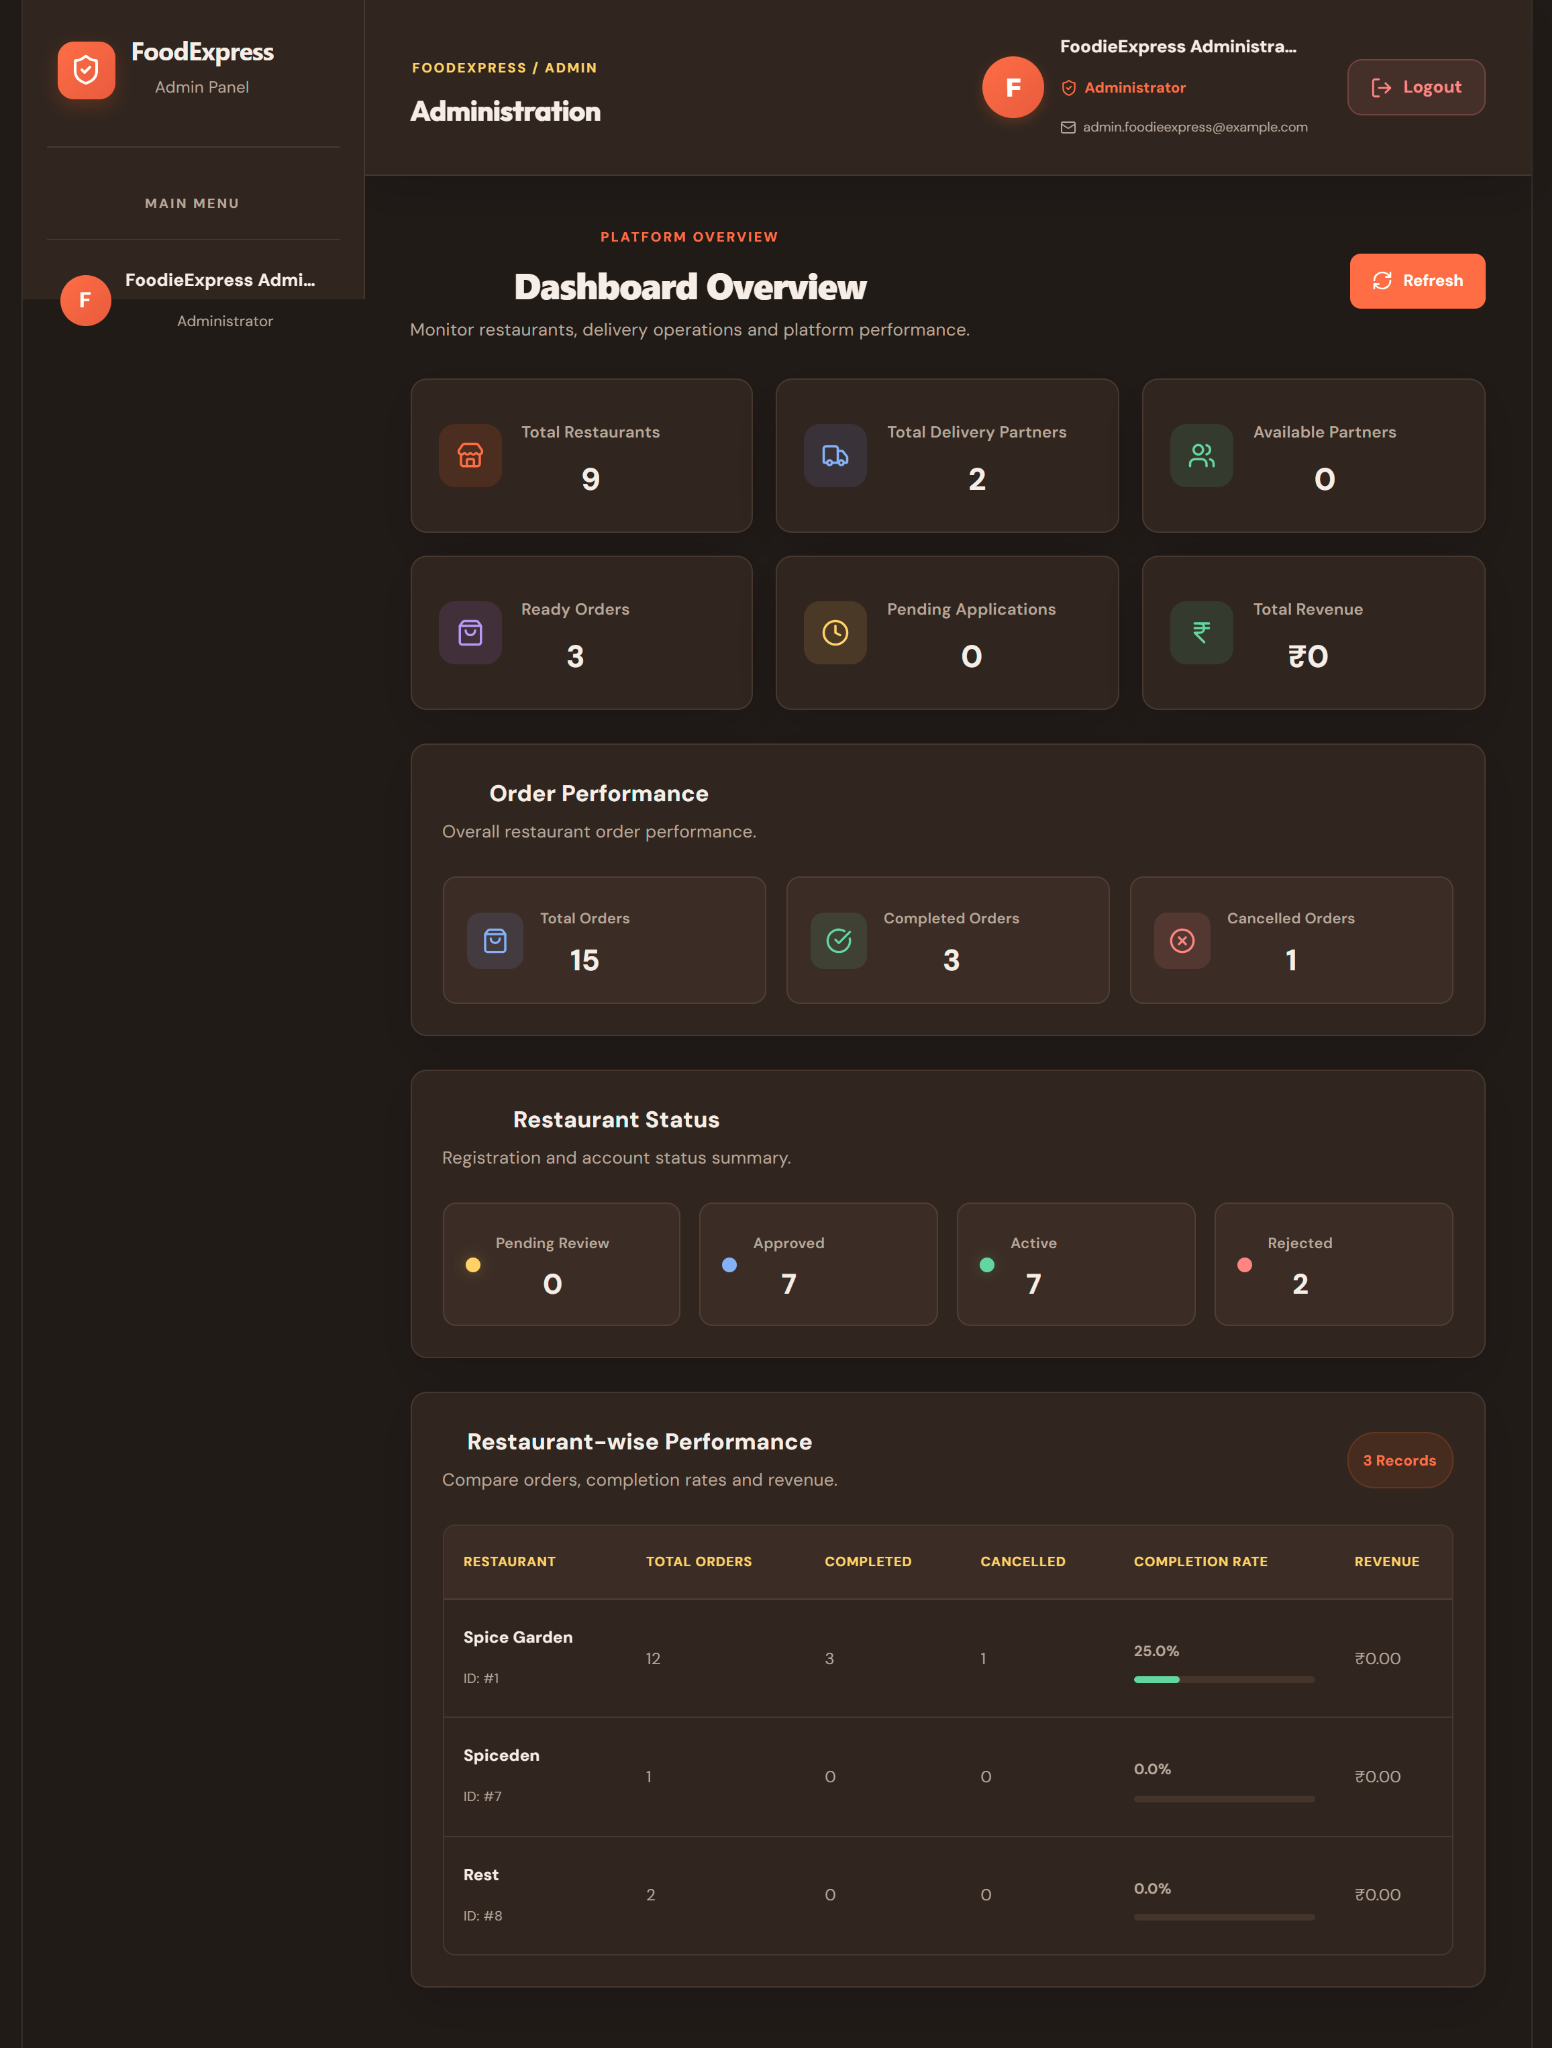 FoodExpress
Admin Panel
MAIN MENU
F
FoodieExpress Admi...
Administrator
FOODEXPRESS / ADMIN
Administration
F
FoodieExpress Administra...
Administrator
admin.foodieexpress@example.com
Logout
PLATFORM OVERVIEW
Dashboard Overview
Monitor restaurants, delivery operations and platform performance.
Refresh
Total Restaurants
9
Total Delivery Partners
2
Available Partners
0
Ready Orders
3
Pending Applications
0
Total Revenue
₹0
Order Performance
Overall restaurant order performance.
Total Orders
15
Completed Orders
3
Cancelled Orders
1
Restaurant Status
Registration and account status summary.
Pending Review
0
Approved
7
Active
7
Rejected
2
Restaurant-wise Performance
Compare orders, completion rates and revenue.
3 Records
RESTAURANT TOTAL ORDERS COMPLETED CANCELLED COMPLETION RATE REVENUE
Spice Garden
ID: #1
12 3 1 25.0% ₹0.00
Spiceden
ID: #7
1 0 0 0.0% ₹0.00
Rest
ID: #8
2 0 0 0.0% ₹0.00